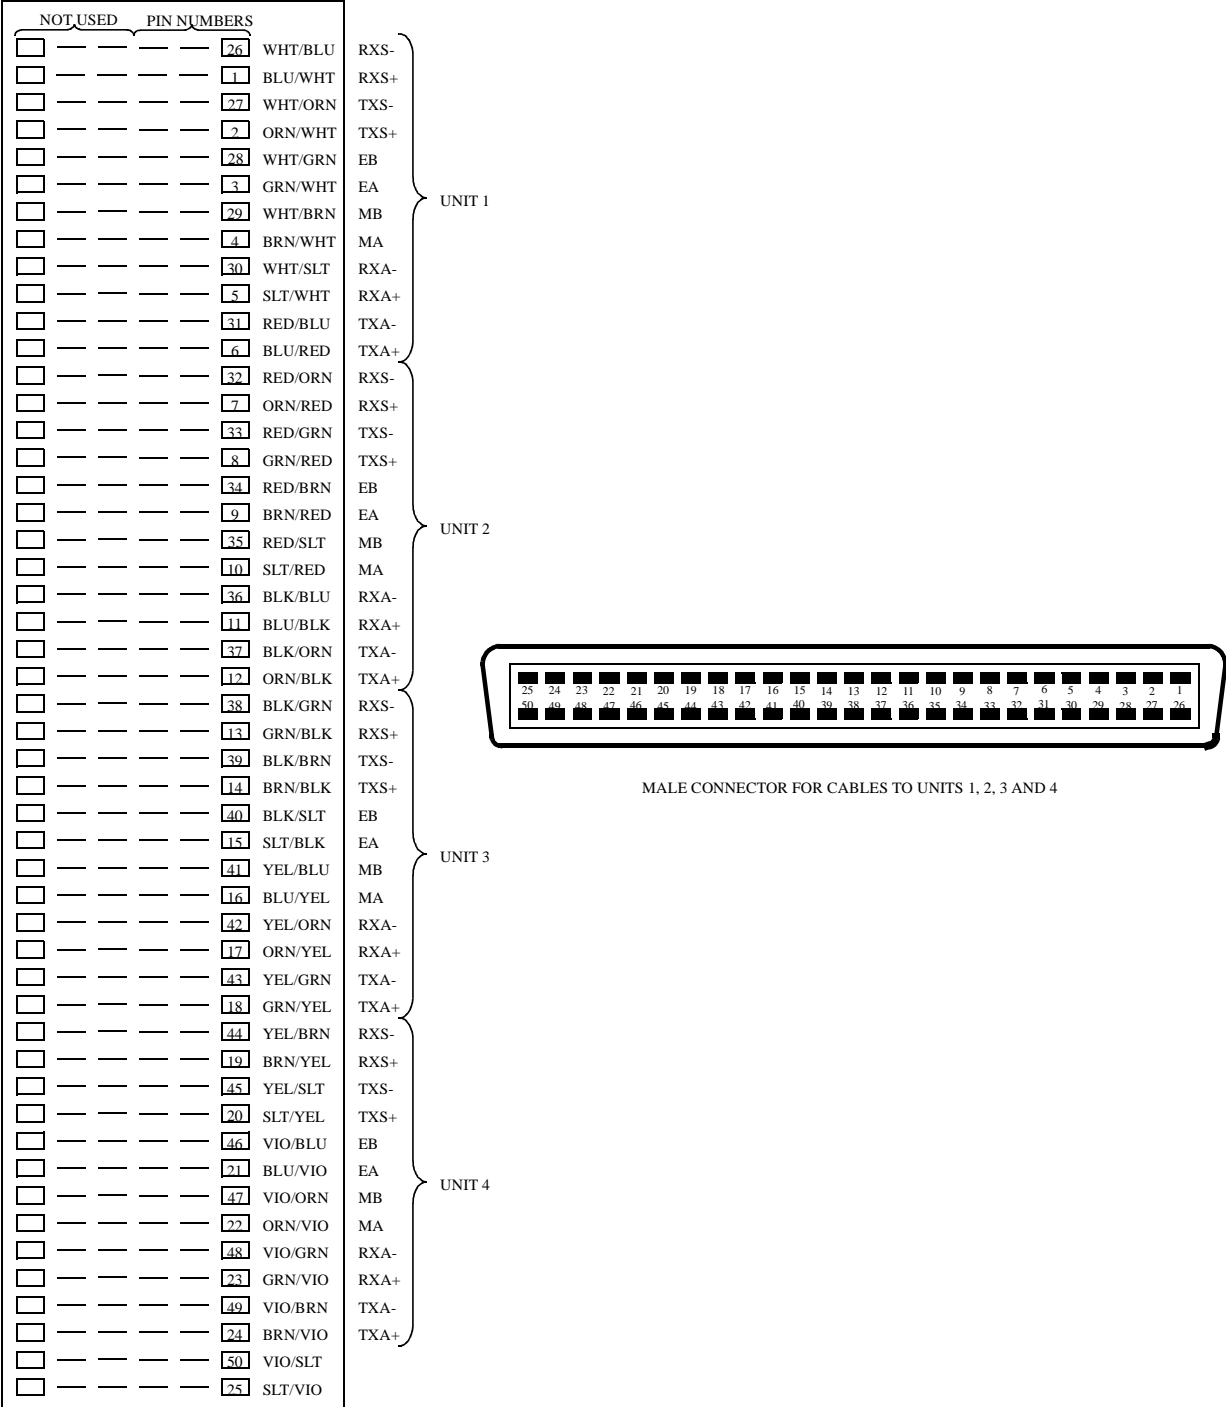 NOT USED PIN NUMBERS
26 WHT/BLU RXS-
1 BLU/WHT RXS+
27 WHT/ORN TXS-
2 ORN/WHT TXS+
28 WHT/GRN EB
3 GRN/WHT EA
29 WHT/BRN MB
4 BRN/WHT MA
30 WHT/SLT RXA-
5 SLT/WHT RXA+
31 RED/BLU TXA-
6 BLU/RED TXA+
UNIT 1
32 RED/ORN RXS-
7 ORN/RED RXS+
33 RED/GRN TXS-
8 GRN/RED TXS+
34 RED/BRN EB
9 BRN/RED EA
35 RED/SLT MB
10 SLT/RED MA
36 BLK/BLU RXA-
11 BLU/BLK RXA+
37 BLK/ORN TXA-
12 ORN/BLK TXA+
UNIT 2
38 BLK/GRN RXS-
13 GRN/BLK RXS+
39 BLK/BRN TXS-
14 BRN/BLK TXS+
40 BLK/SLT EB
15 SLT/BLK EA
41 YEL/BLU MB
16 BLU/YEL MA
42 YEL/ORN RXA-
17 ORN/YEL RXA+
43 YEL/GRN TXA-
18 GRN/YEL TXA+
UNIT 3
44 YEL/BRN RXS-
19 BRN/YEL RXS+
45 YEL/SLT TXS-
20 SLT/YEL TXS+
46 VIO/BLU EB
21 BLU/VIO EA
47 VIO/ORN MB
22 ORN/VIO MA
48 VIO/GRN RXA-
23 GRN/VIO RXA+
49 VIO/BRN TXA-
24 BRN/VIO TXA+
UNIT 4
50 VIO/SLT
25 SLT/VIO
25 24 23 22 21 20 19 18 17 16 15 14 13 12 11 10 9 8 7 6 5 4 3 2 1
50 49 48 47 46 45 44 43 42 41 40 39 38 37 36 35 34 33 32 31 30 29 28 27 26
MALE CONNECTOR FOR CABLES TO UNITS 1, 2, 3 AND 4